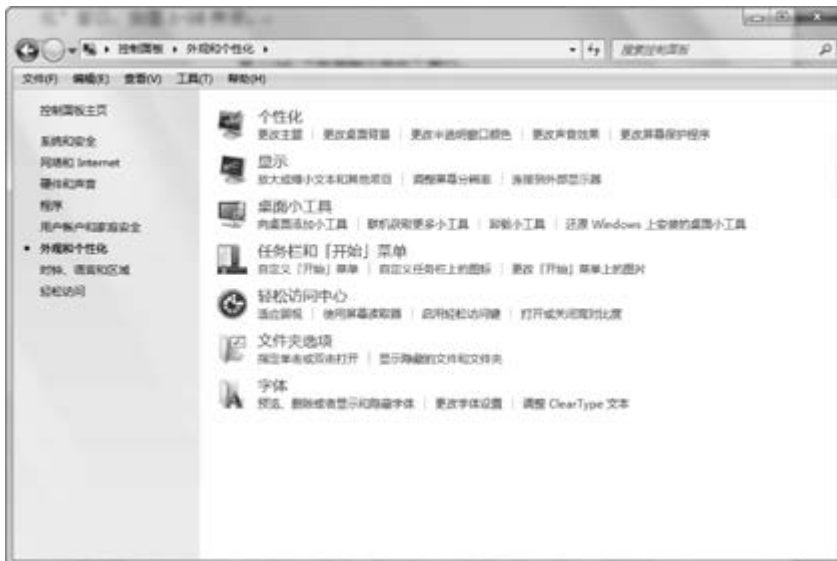 控制面板 ▸ 外观和个性化 ▸
搜索控制面板
文件(F) 编辑(E) 查看(V) 工具(T) 帮助(H)
控制面板主页
系统和安全
网络和 Internet
硬件和声音
程序
用户帐户和家庭安全
外观和个性化
时钟、语言和区域
轻松访问
个性化
更改主题 | 更改桌面背景 | 更改半透明窗口颜色 | 更改声音效果 | 更改屏幕保护程序
显示
放大或缩小文本和其他项目 | 调整屏幕分辨率 | 连接到外部显示器
桌面小工具
向桌面添加小工具 | 联机获取更多小工具 | 卸载小工具 | 还原 Windows 上安装的桌面小工具
任务栏和「开始」菜单
自定义「开始」菜单 | 自定义任务栏上的图标 | 更改「开始」菜单上的图片
轻松访问中心
适应弱视 | 使用屏幕读取器 | 启用轻松访问键 | 打开或关闭高对比度
文件夹选项
指定单击或双击打开 | 显示隐藏的文件和文件夹
字体
预览、删除或者显示和隐藏字体 | 更改字体设置 | 调整 ClearType 文本